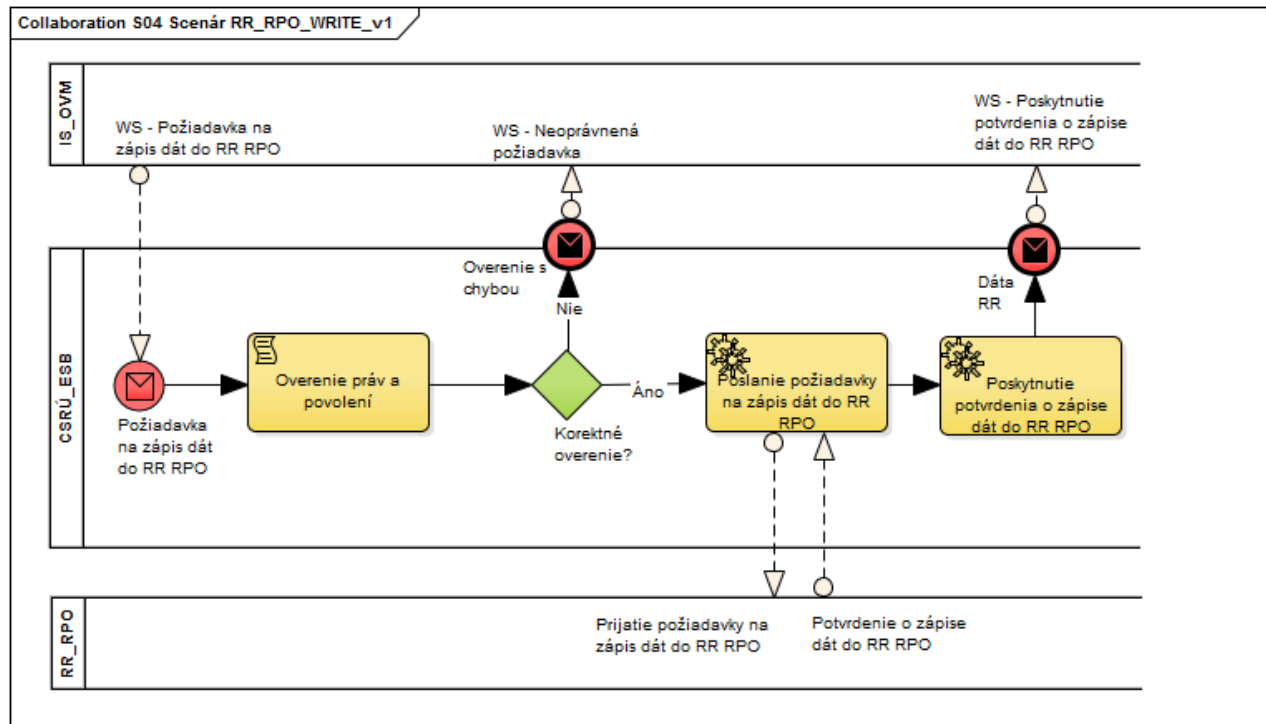 Collaboration S04 Scenár RR_RPO_WRITE_v1
IS_OVM
WS - Požiadavka na
zápis dát do RR RPO
WS - Neoprávnená
požiadavka
WS - Poskytnutie
potvrdenia o zápise
dát do RR RPO
CSRÚ_ESB
Overenie s
chybou
Nie
Dáta
RR
Požiadavka
na zápis dát
do RR RPO
Overenie práv a
povolení
Korektné
overenie?
Áno
Poslanie požiadavky
na zápis dát do RR
RPO
Poskytnutie
potvrdenia o zápise
dát do RR RPO
RR_RPO
Prijatie požiadavky na
zápis dát do RR RPO
Potvrdenie o zápise
dát do RR RPO